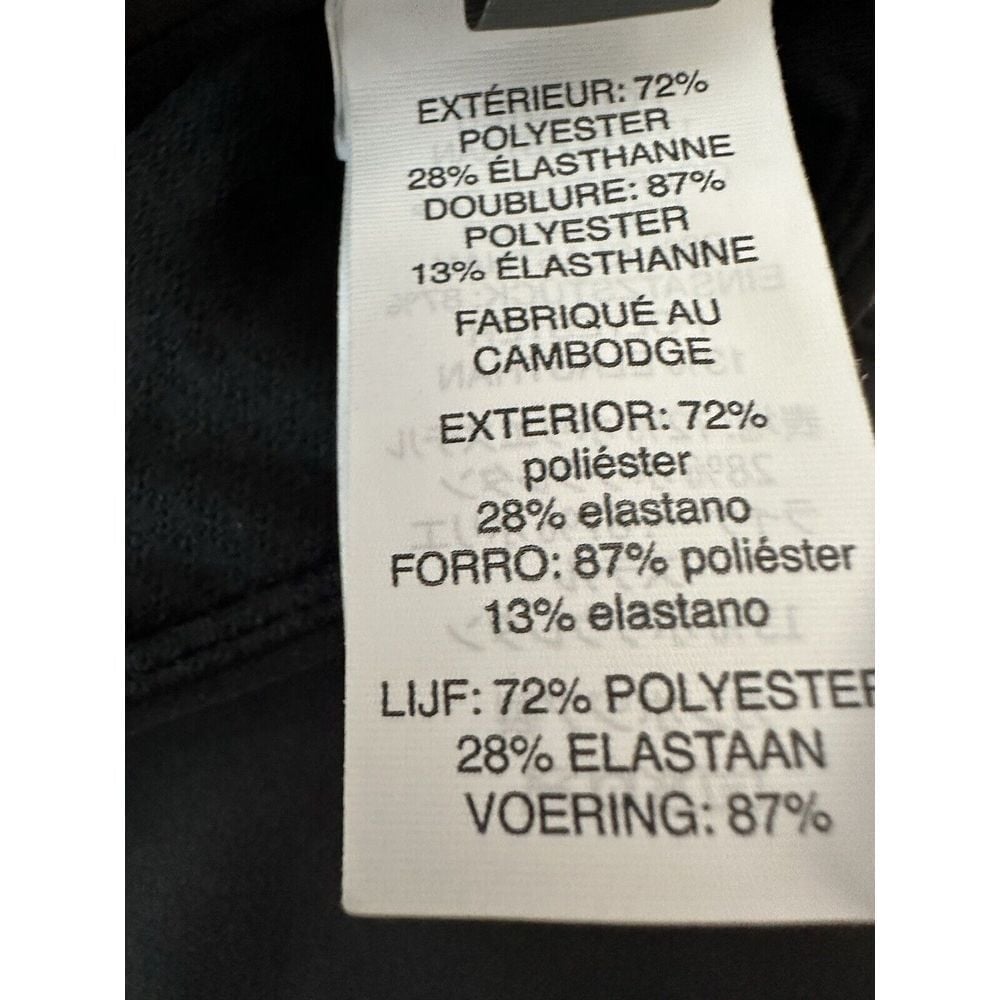 EXTÉRIEUR: 72%
POLYESTER
28% ÉLASTHANNE
DOUBLURE: 87%
POLYESTER
13% ÉLASTHANNE
FABRIQUÉ AU
CAMBODGE
EXTERIOR: 72%
poliéster
28% elastano
FORRO: 87% poliéster
13% elastano
LIJF: 72% POLYESTER
28% ELASTAAN
VOERING: 87%